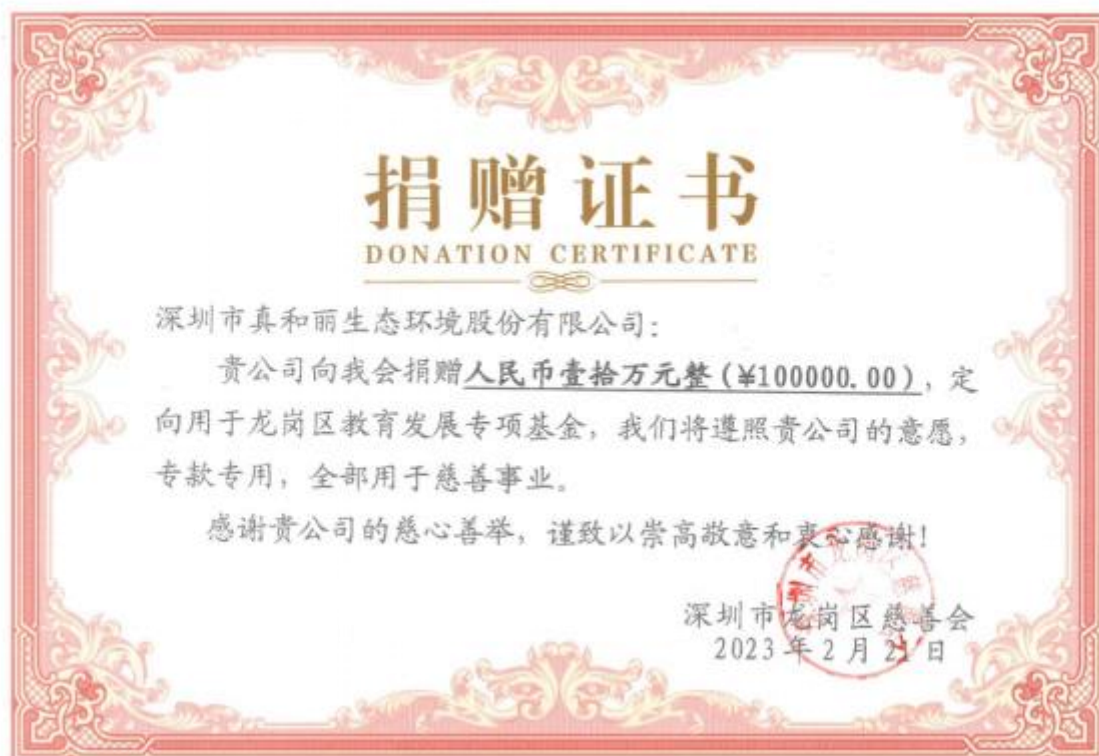 捐赠证书
DONATION CERTIFICATE
深圳市真和丽生态环境股份有限公司：
贵公司向我会捐赠人民币壹拾万元整（¥100000.00），定
向用于龙岗区教育发展专项基金，我们将遵照贵公司的意愿，
专款专用，全部用于慈善事业。
感谢贵公司的慈心善举，谨致以崇高敬意和衷心感谢！
深圳市龙岗区慈善会
2023年2月21日